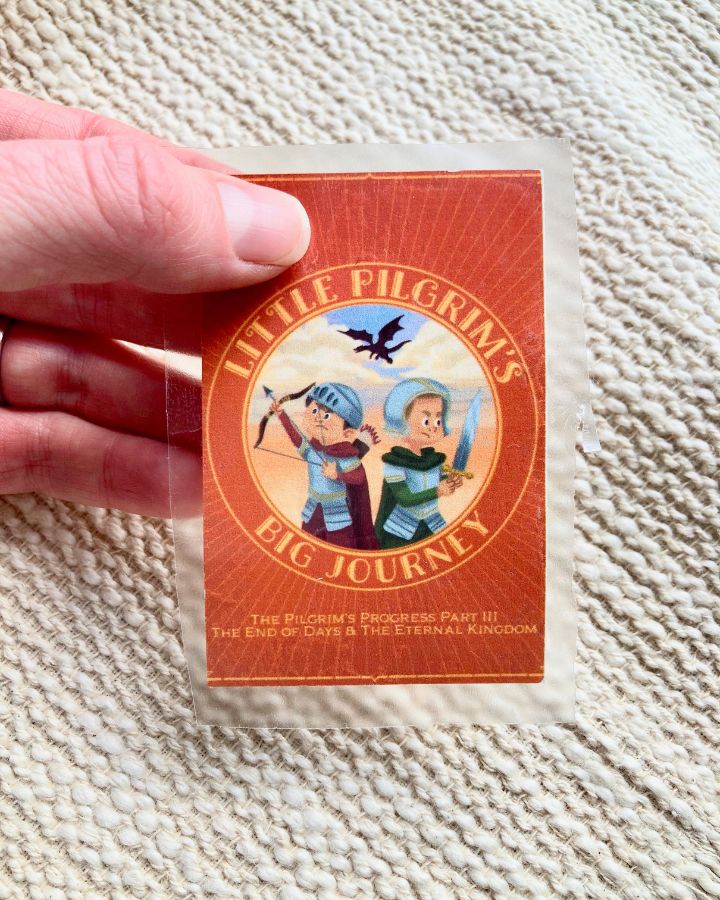 LITTLE PILGRIM'S
BIG JOURNEY
THE PILGRIM'S PROGRESS PART III
THE END OF DAYS & THE ETERNAL KINGDOM